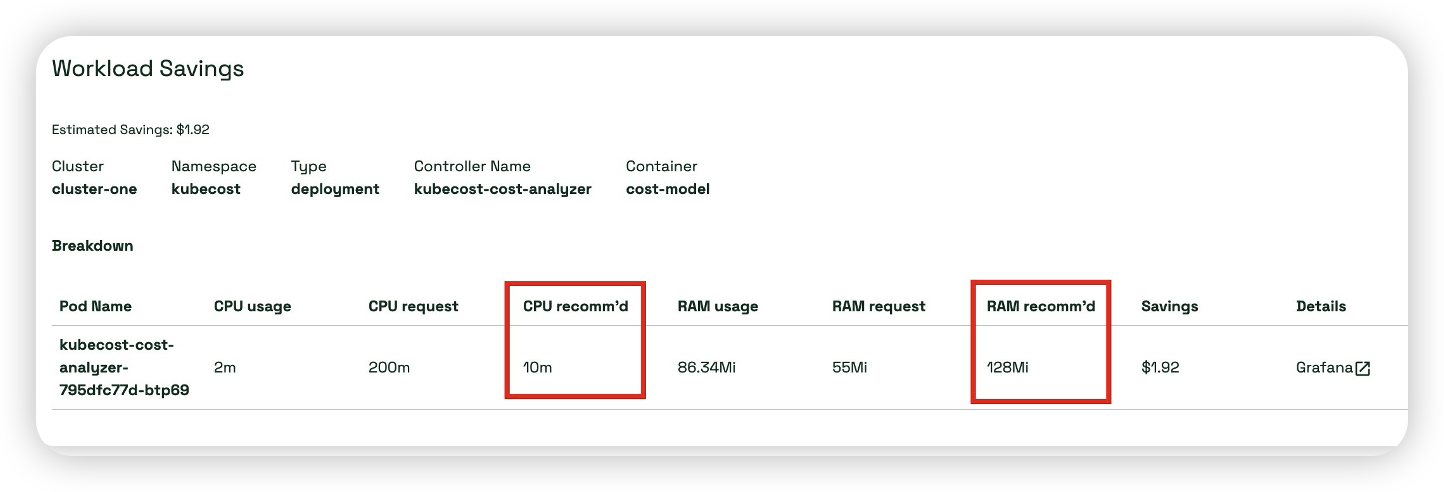 Workload Savings
Estimated Savings: $1.92
Cluster Namespace Type Controller Name Container
cluster-one kubecost deployment kubecost-cost-analyzer cost-model
Breakdown
Pod Name CPU usage CPU request CPU recomm'd RAM usage RAM request RAM recomm'd Savings Details
kubecost-cost-
analyzer- 2m 200m 10m 86.34Mi 55Mi 128Mi $1.92 Grafana
795dfc77d-btp69